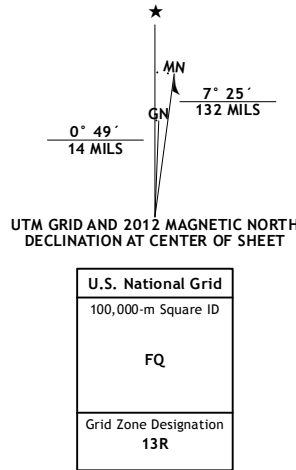 ★
MN
GN
7° 25´
132 MILS
0° 49´
14 MILS
UTM GRID AND 2012 MAGNETIC NORTH
DECLINATION AT CENTER OF SHEET
U.S. National Grid
100,000-m Square ID
FQ
Grid Zone Designation
13R